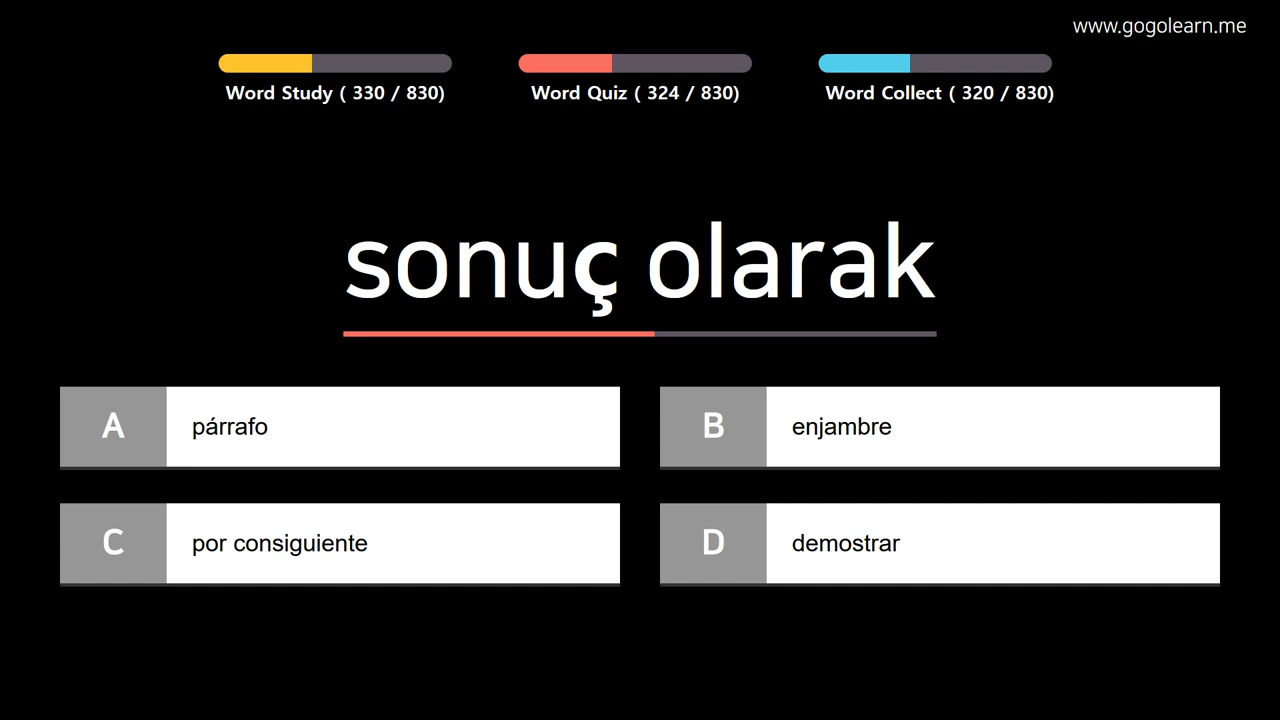 www.gogolearn.me
Word Study ( 330 / 830)
Word Quiz ( 324 / 830)
Word Collect ( 320 / 830)
sonuç olarak
A párrafo
B enjambre
C por consiguiente
D demostrar